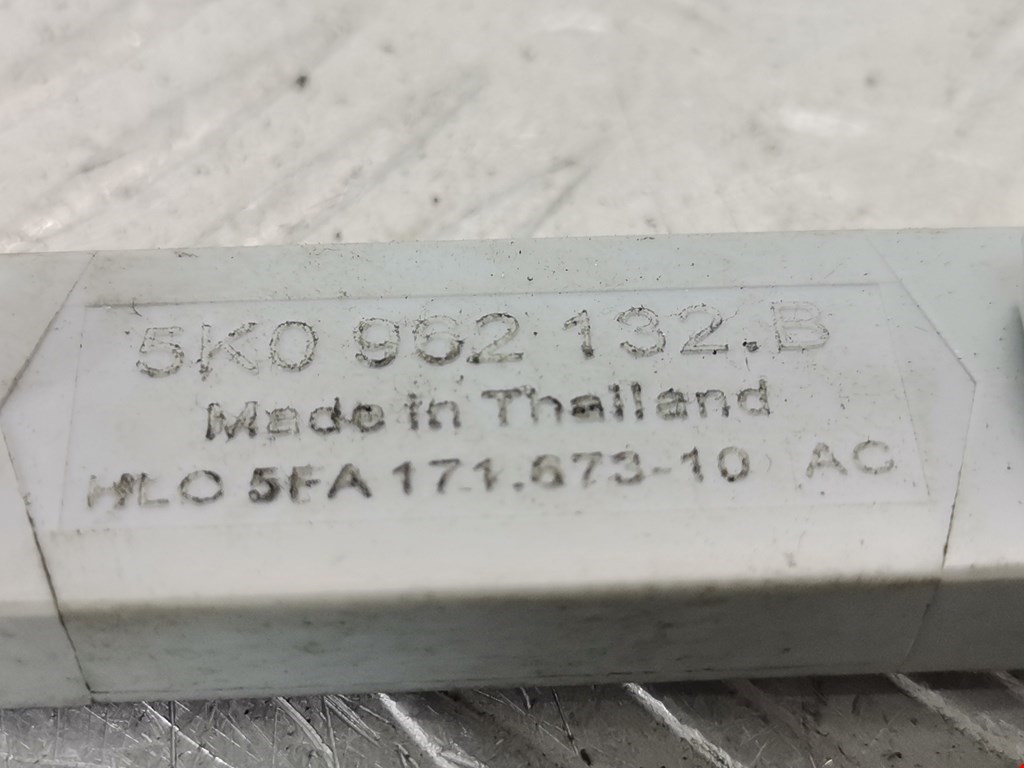 5K0 962 132.B
Made in Thailand
HLO 5FA 171.673-10 AC